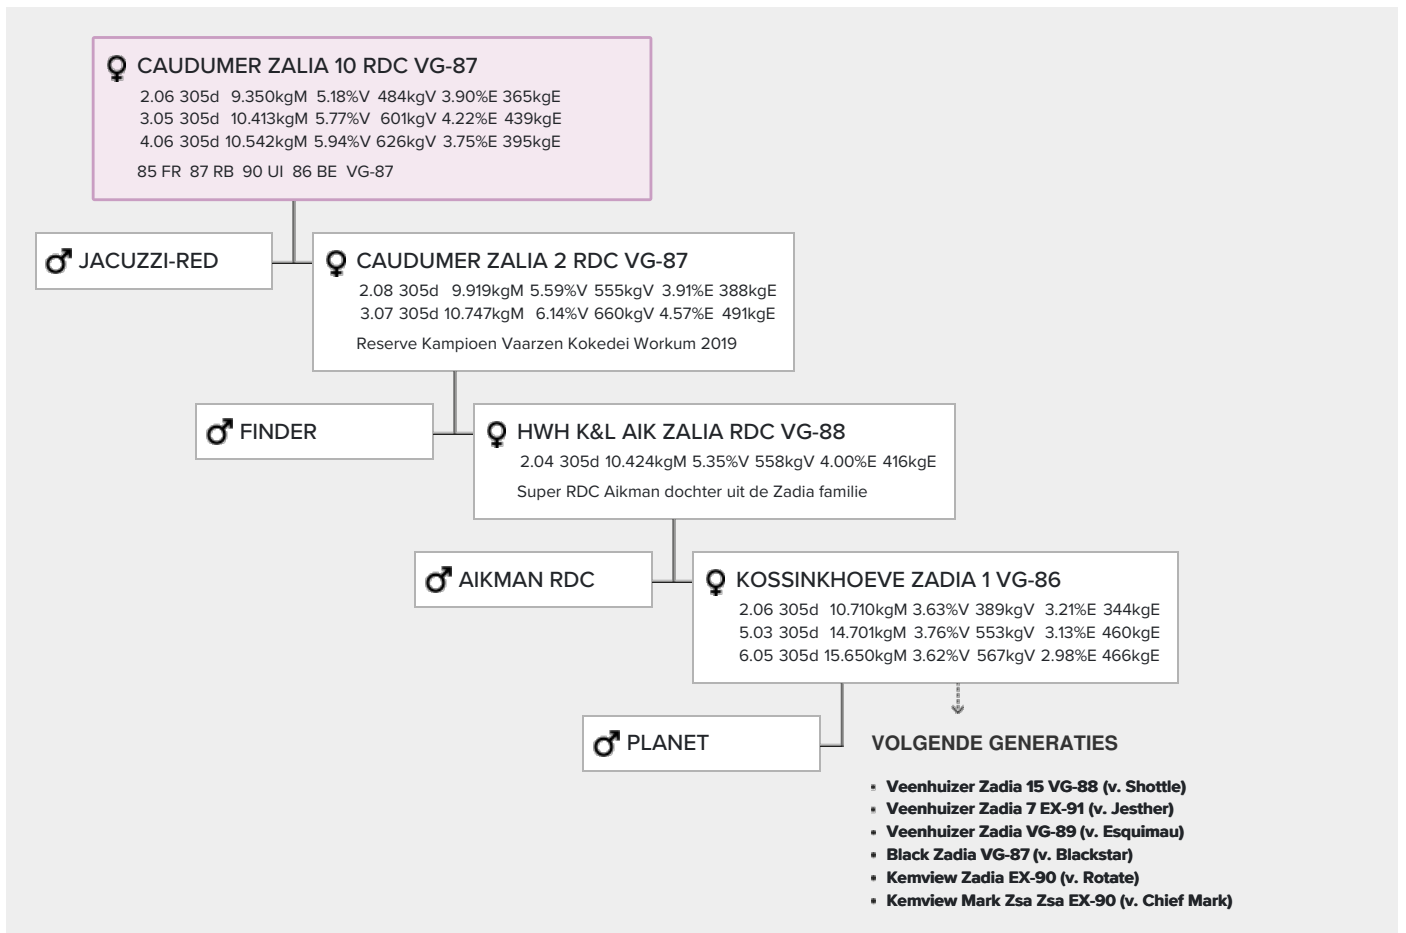 CAUDUMER ZALIA 10 RDC VG-87
2.06 305d 9.350kgM 5.18%V 484kgV 3.90%E 365kgE
3.05 305d 10.413kgM 5.77%V 601kgV 4.22%E 439kgE
4.06 305d 10.542kgM 5.94%V 626kgV 3.75%E 395kgE
85 FR 87 RB 90 UI 86 BE VG-87
JACUZZI-RED
CAUDUMER ZALIA 2 RDC VG-87
2.08 305d 9.919kgM 5.59%V 555kgV 3.91%E 388kgE
3.07 305d 10.747kgM 6.14%V 660kgV 4.57%E 491kgE
Reserve Kampioen Vaarzen Kokedei Workum 2019
FINDER
HWH K&L AIK ZALIA RDC VG-88
2.04 305d 10.424kgM 5.35%V 558kgV 4.00%E 416kgE
Super RDC Aikman dochter uit de Zadia familie
AIKMAN RDC
KOSSINKHOEVE ZADIA 1 VG-86
2.06 305d 10.710kgM 3.63%V 389kgV 3.21%E 344kgE
5.03 305d 14.701kgM 3.76%V 553kgV 3.13%E 460kgE
6.05 305d 15.650kgM 3.62%V 567kgV 2.98%E 466kgE
PLANET
VOLGENDE GENERATIES
• Veenhuizer Zadia 15 VG-88 (v. Shottle)
• Veenhuizer Zadia 7 EX-91 (v. Jesther)
• Veenhuizer Zadia VG-89 (v. Esquimau)
• Black Zadia VG-87 (v. Blackstar)
• Kemview Zadia EX-90 (v. Rotate)
• Kemview Mark Zsa Zsa EX-90 (v. Chief Mark)